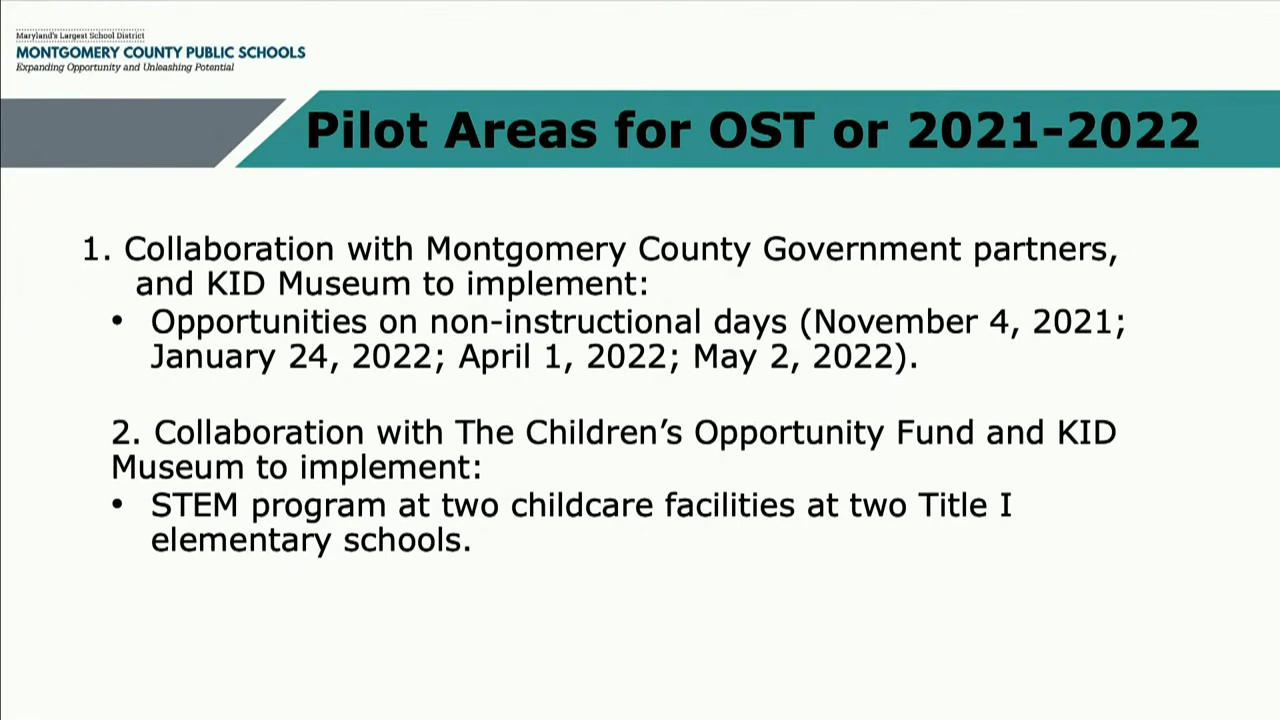 Maryland's Largest School District
MONTGOMERY COUNTY PUBLIC SCHOOLS
Expanding Opportunity and Unleashing Potential
Pilot Areas for OST or 2021-2022
1. Collaboration with Montgomery County Government partners,
and KID Museum to implement:
• Opportunities on non-instructional days (November 4, 2021;
January 24, 2022; April 1, 2022; May 2, 2022).
2. Collaboration with The Children’s Opportunity Fund and KID
Museum to implement:
• STEM program at two childcare facilities at two Title I
elementary schools.